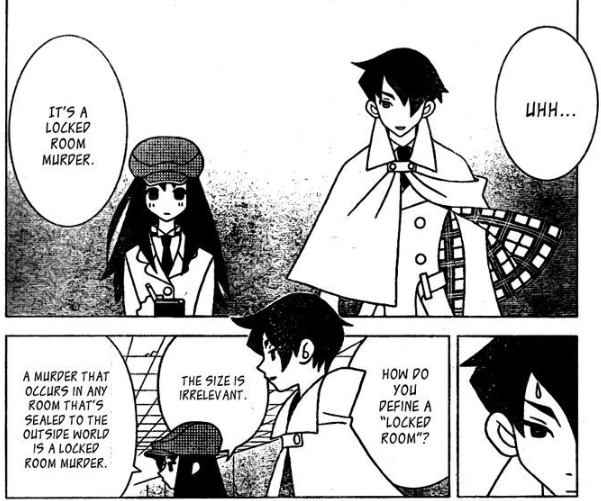 UHH...
IT'S A
LOCKED
ROOM
MURDER.
HOW DO
YOU
DEFINE A
"LOCKED
ROOM"?
THE SIZE IS
IRRELEVANT.
A MURDER THAT
OCCURS IN ANY
ROOM THAT'S
SEALED TO THE
OUTSIDE WORLD
IS A LOCKED
ROOM MURDER.